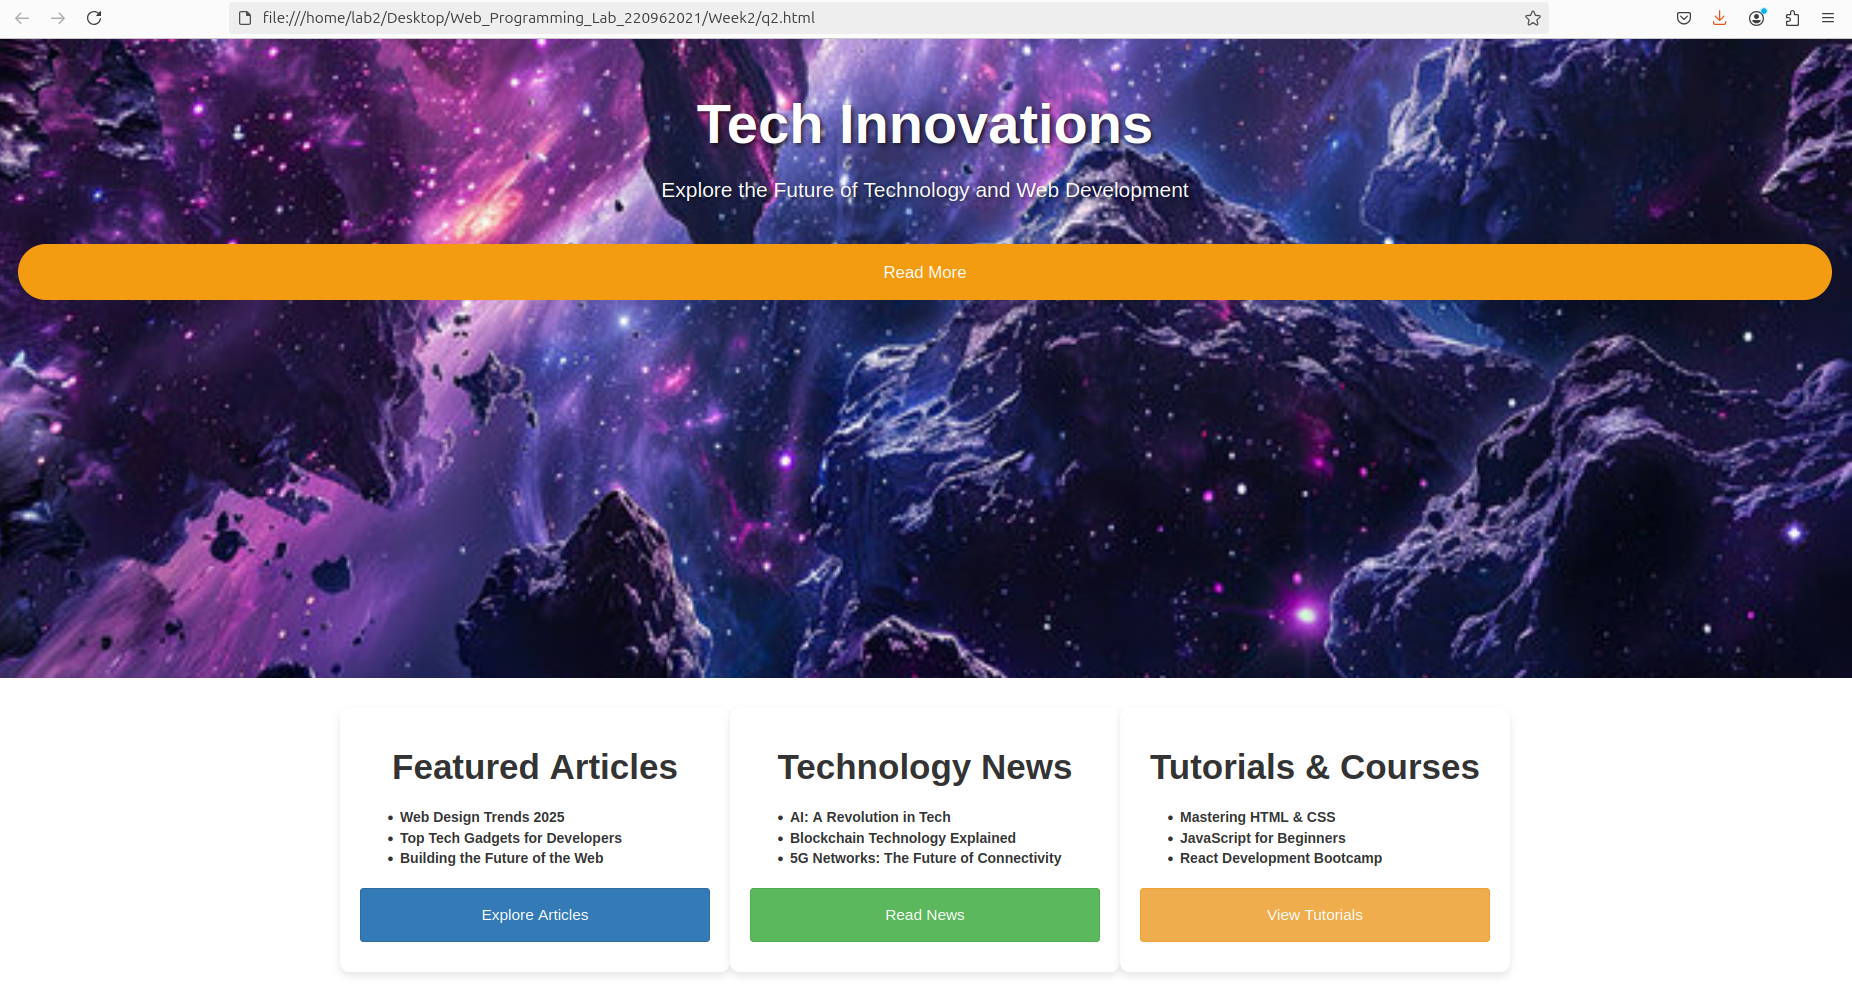 file:///home/lab2/Desktop/Web_Programming_Lab_220962021/Week2/q2.html
Tech Innovations
Explore the Future of Technology and Web Development
Read More
Featured Articles
• Web Design Trends 2025
• Top Tech Gadgets for Developers
• Building the Future of the Web
Explore Articles
Technology News
• AI: A Revolution in Tech
• Blockchain Technology Explained
• 5G Networks: The Future of Connectivity
Read News
Tutorials & Courses
• Mastering HTML & CSS
• JavaScript for Beginners
• React Development Bootcamp
View Tutorials